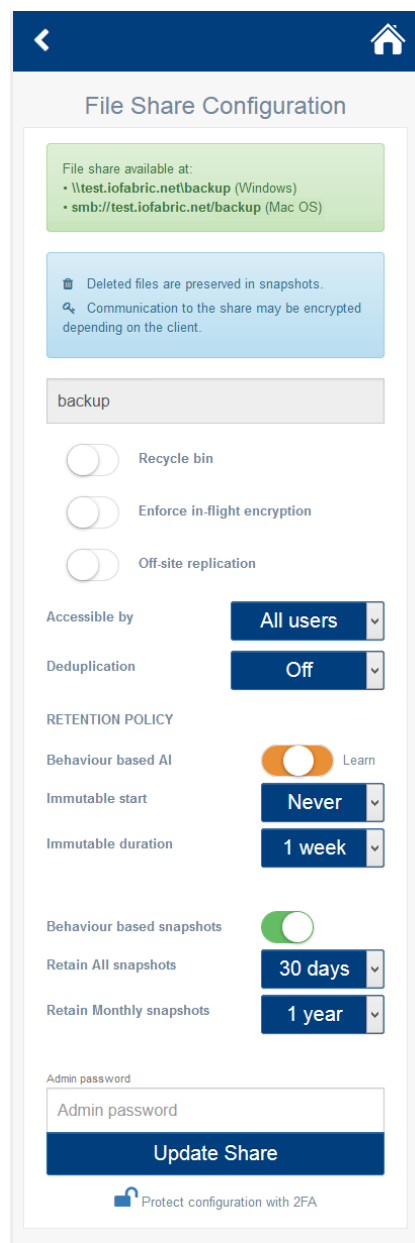 File Share Configuration
File share available at:
• \\test.iofabric.net\backup (Windows)
• smb://test.iofabric.net/backup (Mac OS)
Deleted files are preserved in snapshots.
Communication to the share may be encrypted
depending on the client.
backup
Recycle bin
Enforce in-flight encryption
Off-site replication
Accessible by All users
Deduplication Off
RETENTION POLICY
Behaviour based AI Learn
Immutable start Never
Immutable duration 1 week
Behaviour based snapshots
Retain All snapshots 30 days
Retain Monthly snapshots 1 year
Admin password
Admin password
Update Share
Protect configuration with 2FA